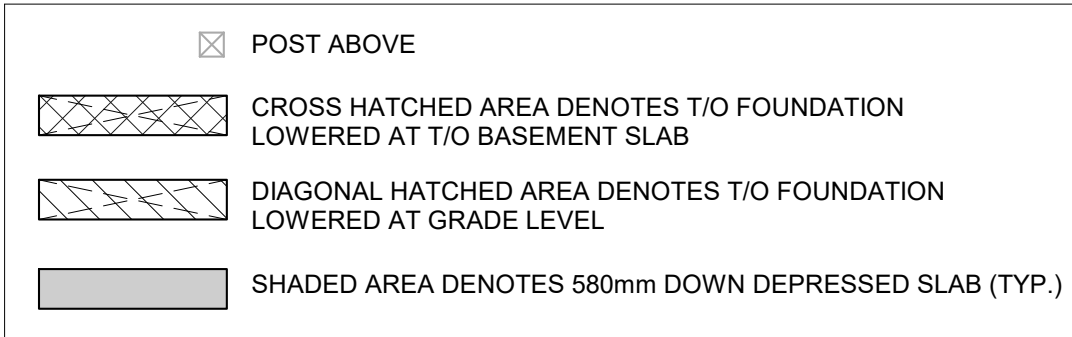 POST ABOVE
CROSS HATCHED AREA DENOTES T/O FOUNDATION
LOWERED AT T/O BASEMENT SLAB
DIAGONAL HATCHED AREA DENOTES T/O FOUNDATION
LOWERED AT GRADE LEVEL
SHADED AREA DENOTES 580mm DOWN DEPRESSED SLAB (TYP.)